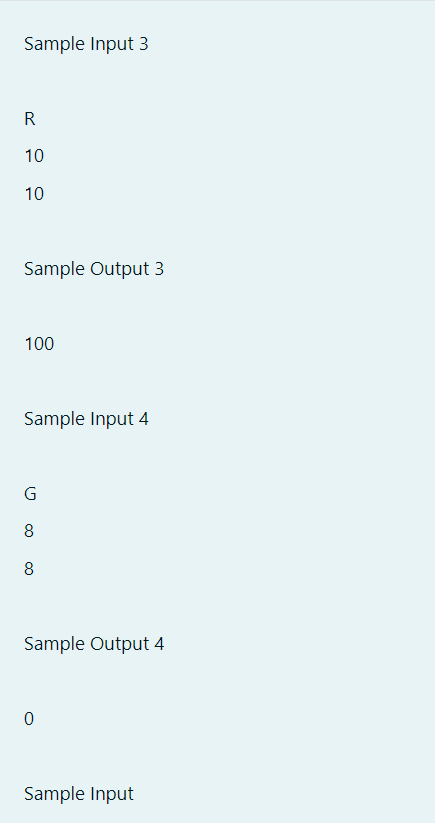 Sample Input 3
R
10
10
Sample Output 3
100
Sample Input 4
G
8
8
Sample Output 4
0
Sample Input